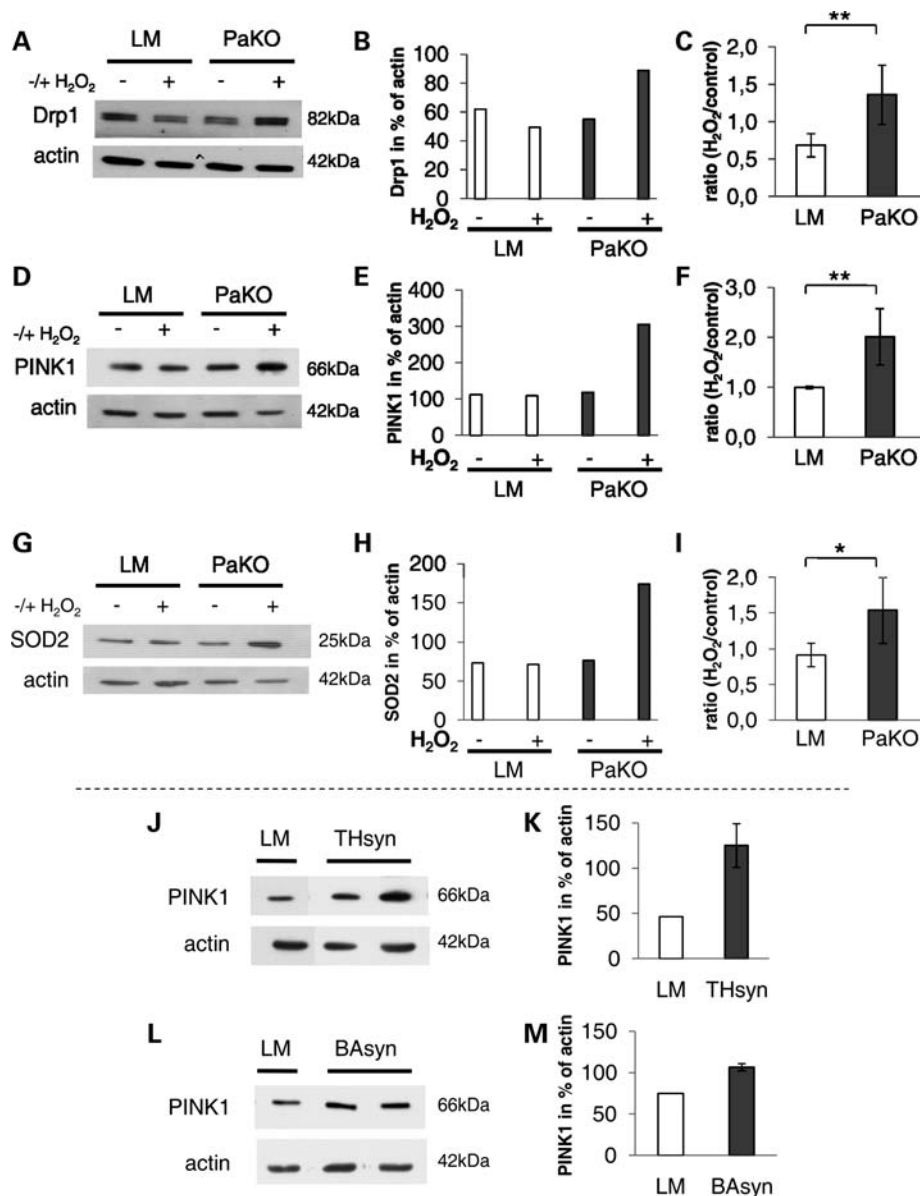 A
LM PaKO
-/+ H₂O₂ - + - +
Drp1 82kDa
actin ^ 42kDa
B
Drp1 in % of actin
100
80
60
40
20
0
H₂O₂ - + - +
LM PaKO
C
**
ratio (H₂O₂/control)
2,0
1,5
1,0
0,5
0,0
LM PaKO
D
LM PaKO
-/+ H₂O₂ - + - +
PINK1 66kDa
actin 42kDa
E
PINK1 in % of actin
400
300
200
100
0
H₂O₂ - + - +
LM PaKO
F
**
ratio (H₂O₂/control)
3,0
2,0
1,0
0,0
LM PaKO
G
LM PaKO
-/+ H₂O₂ - + - +
SOD2 25kDa
actin 42kDa
H
SOD2 in % of actin
200
150
100
50
0
H₂O₂ - + - +
LM PaKO
I
*
ratio (H₂O₂/control)
2,0
1,5
1,0
0,5
0,0
LM PaKO
J
LM THsyn
PINK1 66kDa
actin 42kDa
K
PINK1 in % of actin
150
100
50
0
LM THsyn
L
LM BAsyn
PINK1 66kDa
actin 42kDa
M
PINK1 in % of actin
150
100
50
0
LM BAsyn